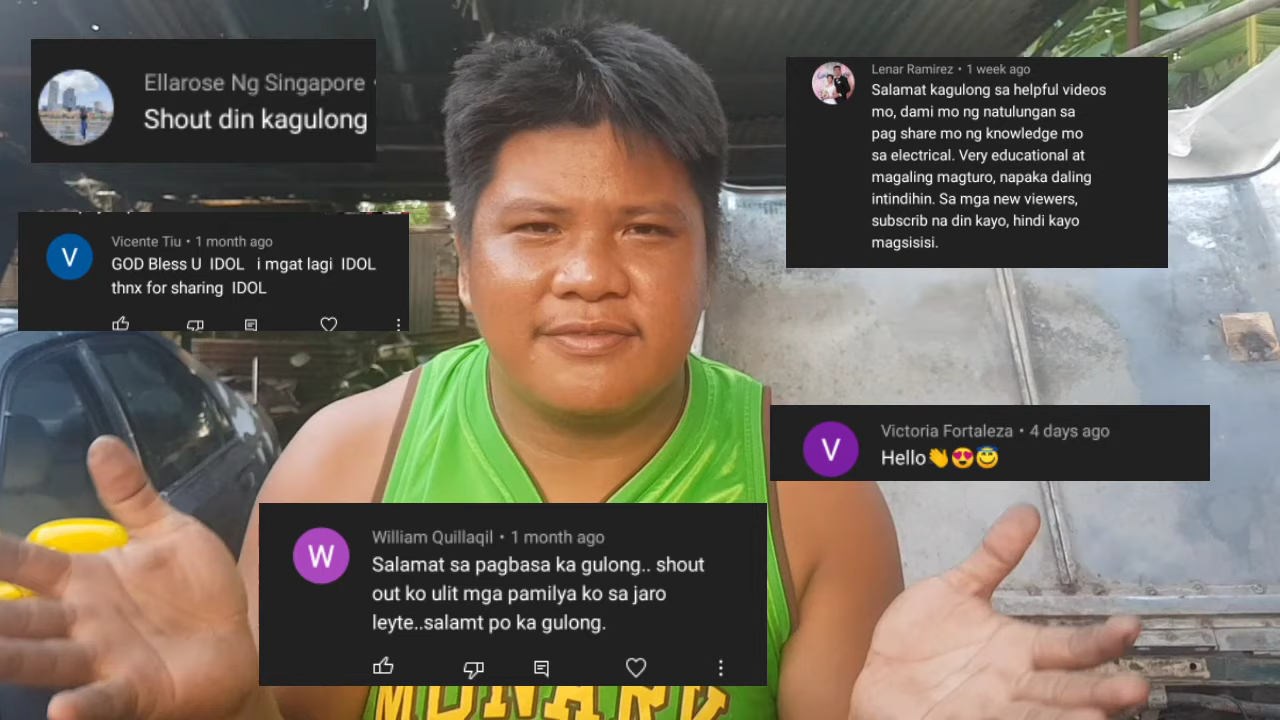 Ellarose Ng Singapore •
Shout din kagulong
Lenar Ramirez • 1 week ago
Salamat kagulong sa helpful videos
mo, dami mo ng natulungan sa
pag share mo ng knowledge mo
sa electrical. Very educational at
magaling magturo, napaka daling
intindihin. Sa mga new viewers,
subscrib na din kayo, hindi kayo
magsisisi.
V
Vicente Tiu • 1 month ago
GOD Bless U IDOL i mgat lagi IDOL
thnx for sharing IDOL
V
Victoria Fortaleza • 4 days ago
Hello👋😍😇
W
William Quillaqil • 1 month ago
Salamat sa pagbasa ka gulong.. shout
out ko ulit mga pamilya ko sa jaro
leyte..salamt po ka gulong.
MONARK